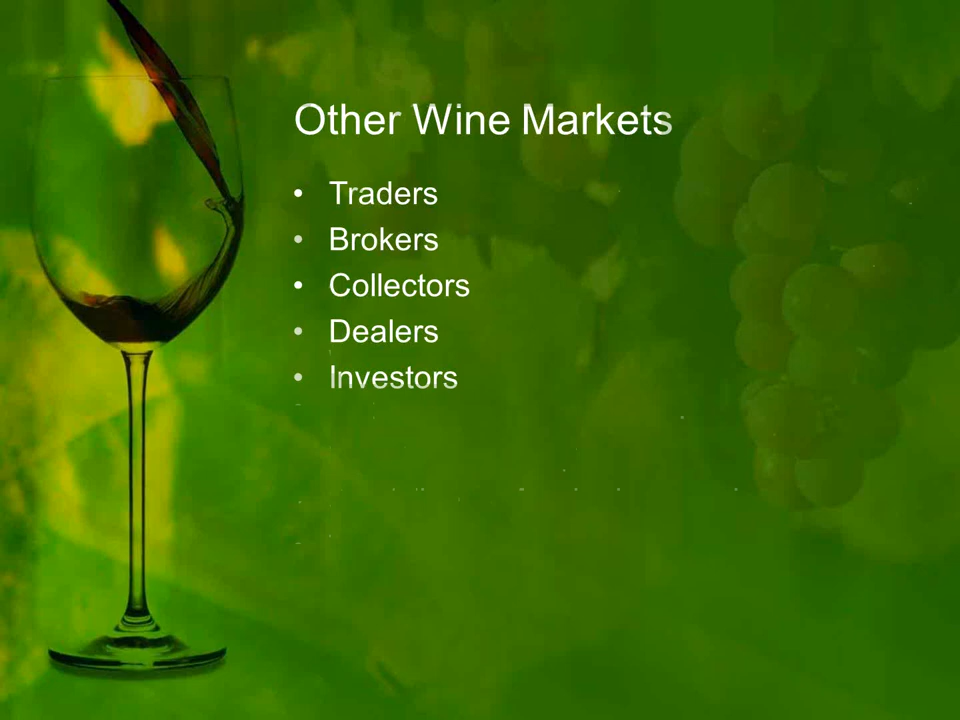 Other Wine Markets
• Traders
• Brokers
• Collectors
• Dealers
• Investors